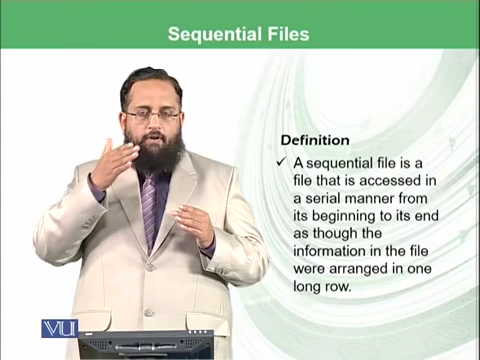 Sequential Files
Definition
✓ A sequential file is a
file that is accessed in
a serial manner from
its beginning to its end
as though the
information in the file
were arranged in one
long row.
VU